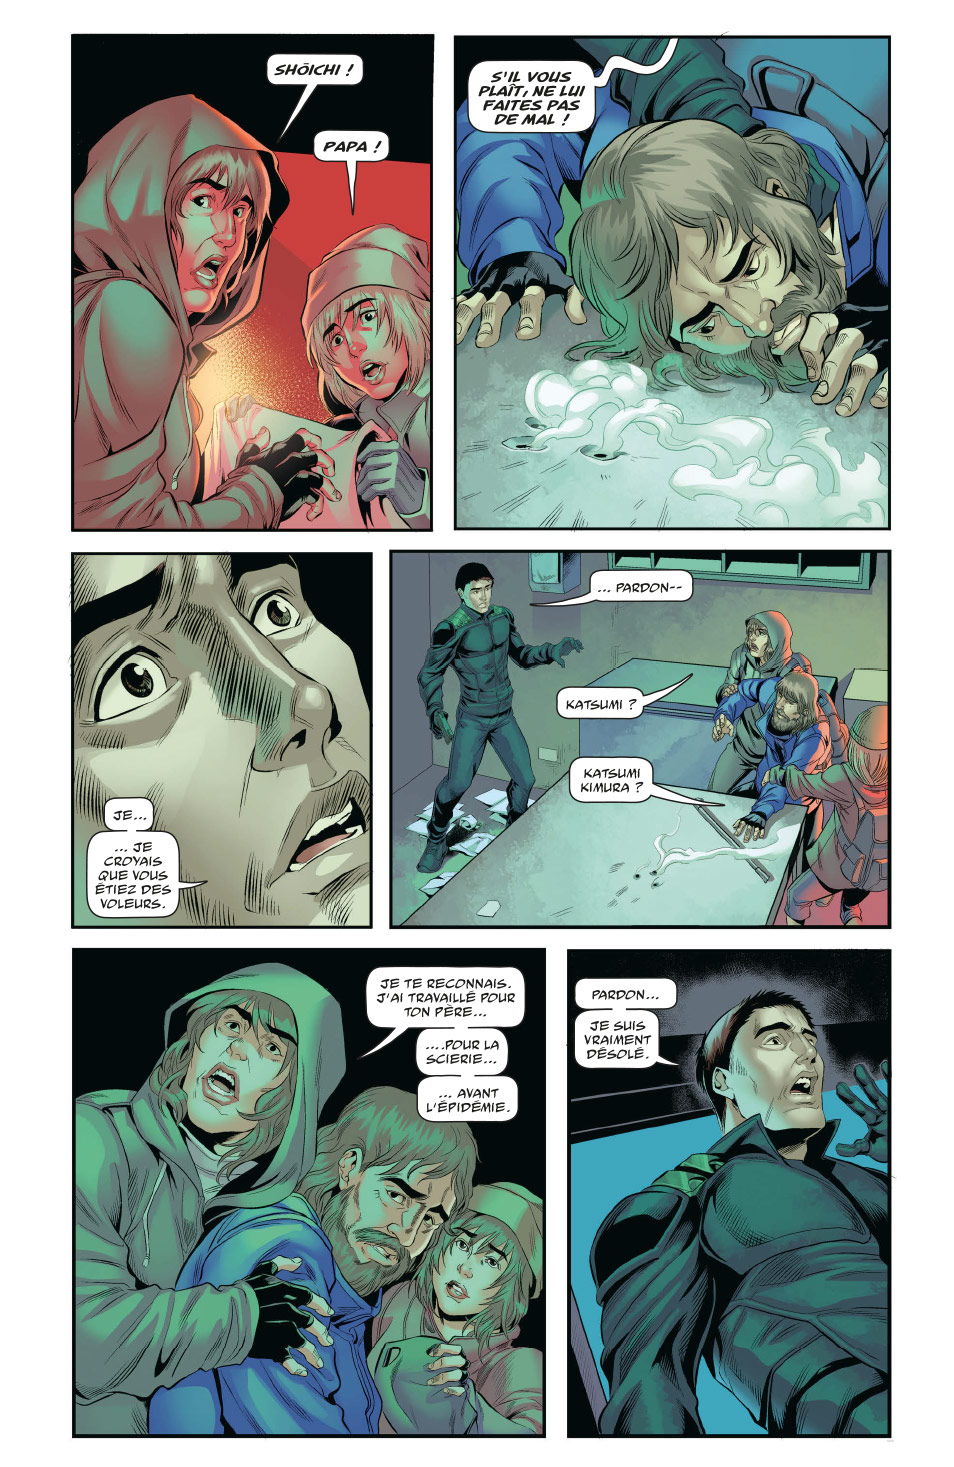 SHŌICHI !
PAPA !
S'IL VOUS
PLAÎT, NE LUI
FAITES PAS
DE MAL !
JE...
... JE
CROYAIS
QUE VOUS
ÉTIEZ DES
VOLEURS.
... PARDON--
KATSUMI ?
KATSUMI
KIMURA ?
JE TE RECONNAIS.
J'AI TRAVAILLÉ POUR
TON PÈRE...
....POUR LA
SCIERIE...
... AVANT
L'ÉPIDÉMIE.
PARDON...
JE SUIS
VRAIMENT
DÉSOLÉ.